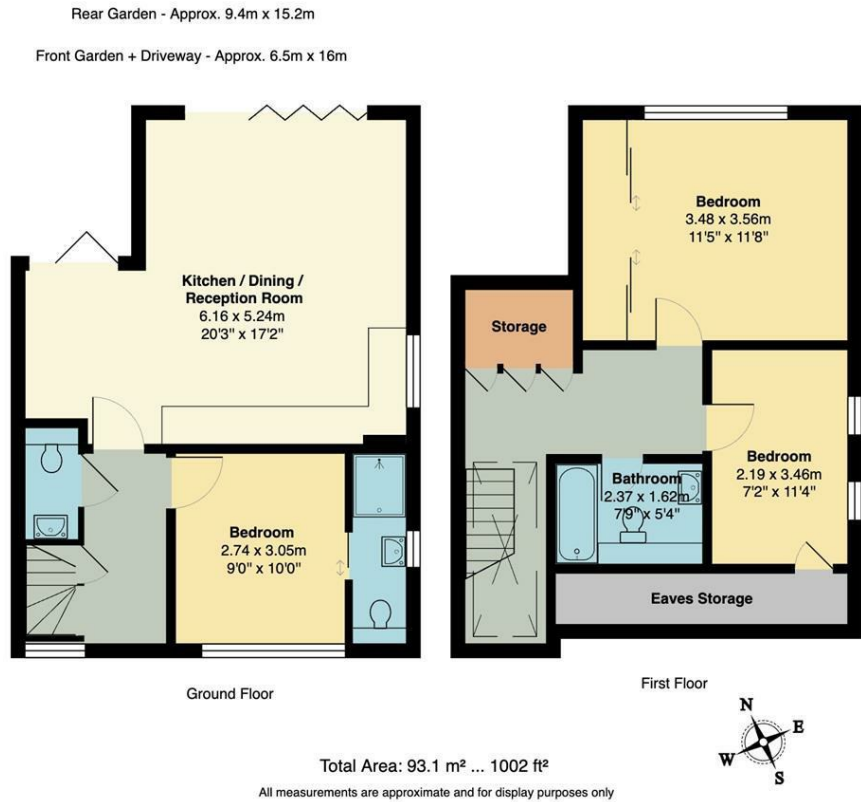 Rear Garden - Approx. 9.4m x 15.2m
Front Garden + Driveway - Approx. 6.5m x 16m
Kitchen / Dining /
Reception Room
6.16 x 5.24m
20'3" x 17'2"
Bedroom
2.74 x 3.05m
9'0" x 10'0"
Ground Floor
Bedroom
3.48 x 3.56m
11'5" x 11'8"
Storage
Bedroom
2.19 x 3.46m
7'2" x 11'4"
Bathroom
2.37 x 1.62m
7'9" x 5'4"
Eaves Storage
First Floor
N
E
W
S
Total Area: 93.1 m² ... 1002 ft²
All measurements are approximate and for display purposes only